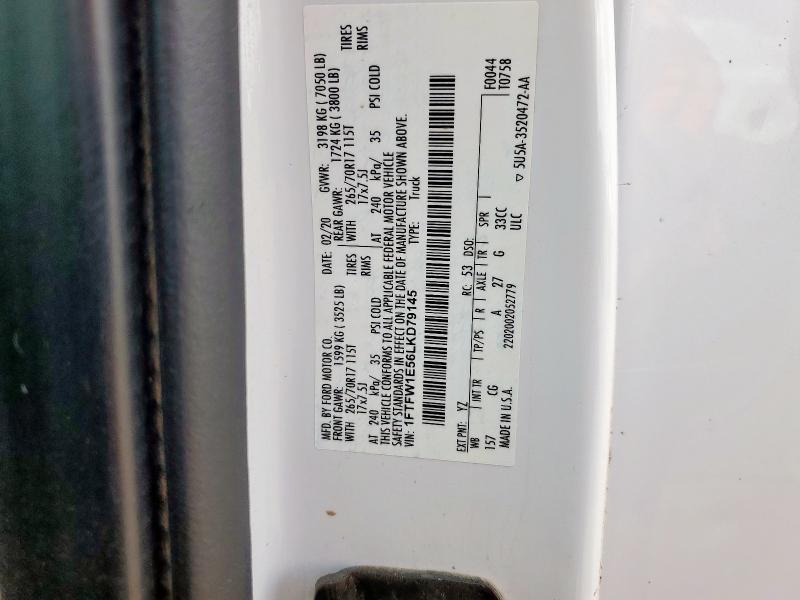 MFD. BY FORD MOTOR CO.
DATE: 02/20 GVWR: 3198 KG ( 7050 LB)
FRONT GAWR: 1599 KG ( 3525 LB) REAR GAWR: 1724 KG ( 3800 LB)
WITH 265/70R17 115T TIRES WITH 265/70R17 115T TIRES
17x7.5J RIMS 17x7.5J RIMS
AT 240 kPa/ 35 PSI COLD AT 240 kPa/ 35 PSI COLD
THIS VEHICLE CONFORMS TO ALL APPLICABLE FEDERAL MOTOR VEHICLE
SAFETY STANDARDS IN EFFECT ON THE DATE OF MANUFACTURE SHOWN ABOVE.
VIN: 1FTFW1E56LKD79145 TYPE: Truck
EXT PNT: YZ RC: 53 DSO: F0044
WB INT TR TP/PS R AXLE TR SPR T0758
157 CG A 27 G 33CC
MADE IN U.S.A. 2202002052779 ULC
▽ 5U5A-3520472-AA